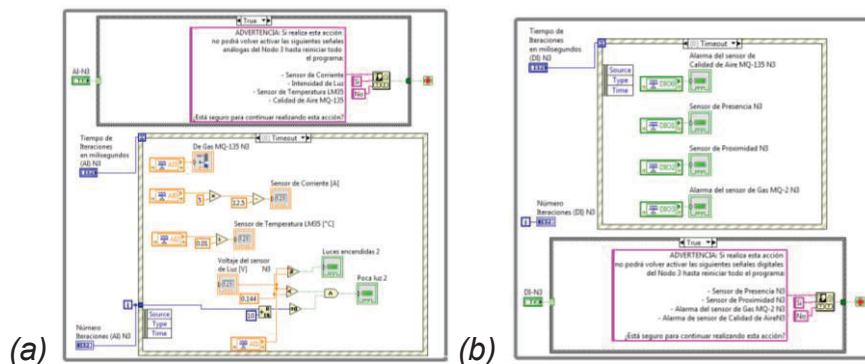 True
ADVERTENCIA: Si realiza esta acción
no podrá volver activar las siguientes señales
análogas del Nodo 3 hasta reiniciar todo el
programa:
- Sensor de Corriente
- Intensidad de Luz
- Sensor de Temperatura LM35
- Calidad de Aire MQ-135
¿Está seguro para continuar realizando esta acción?
Si
No
AI-N3
TF
Tiempo de
Iteraciones
en milisegundos
(AI) N3
[0] Timeout
De Gas MQ-135 N3
Sensor de Corriente [A]
5
12.5
Sensor de Temperatura LM35 [°C]
0.01
Voltaje del sensor
de Luz [V] N3
Luces encendidas 2
0.144
Poca luz 2
10
i
Source
Type
Time
Número
Iteraciones (AI) N3
(a)
Tiempo de
Iteraciones
en milisegundos
(DI) N3
[0] Timeout
Source
Type
Time
Alarma del sensor de
Calidad de Aire MQ-135 N3
DIO0
Sensor de Presencia N3
DIO1
Sensor de Proximidad N3
DIO2
Alarma del sensor de Gas MQ-2 N3
DIO3
Número
Iteraciones (DI) N3
i
True
ADVERTENCIA: Si realiza esta acción
no podrá volver activar las siguientes señales digitales
del Nodo 3 hasta reiniciar todo el programa:
- Sensor de Presencia N3
- Sensor de Proximidad N3
- Alarma del sensor de Gas MQ-2 N3
- Alarma de sensor de Calidad de AireN3
¿Está seguro para continuar realizando esta acción?
Si
No
DI-N3
TF
(b)